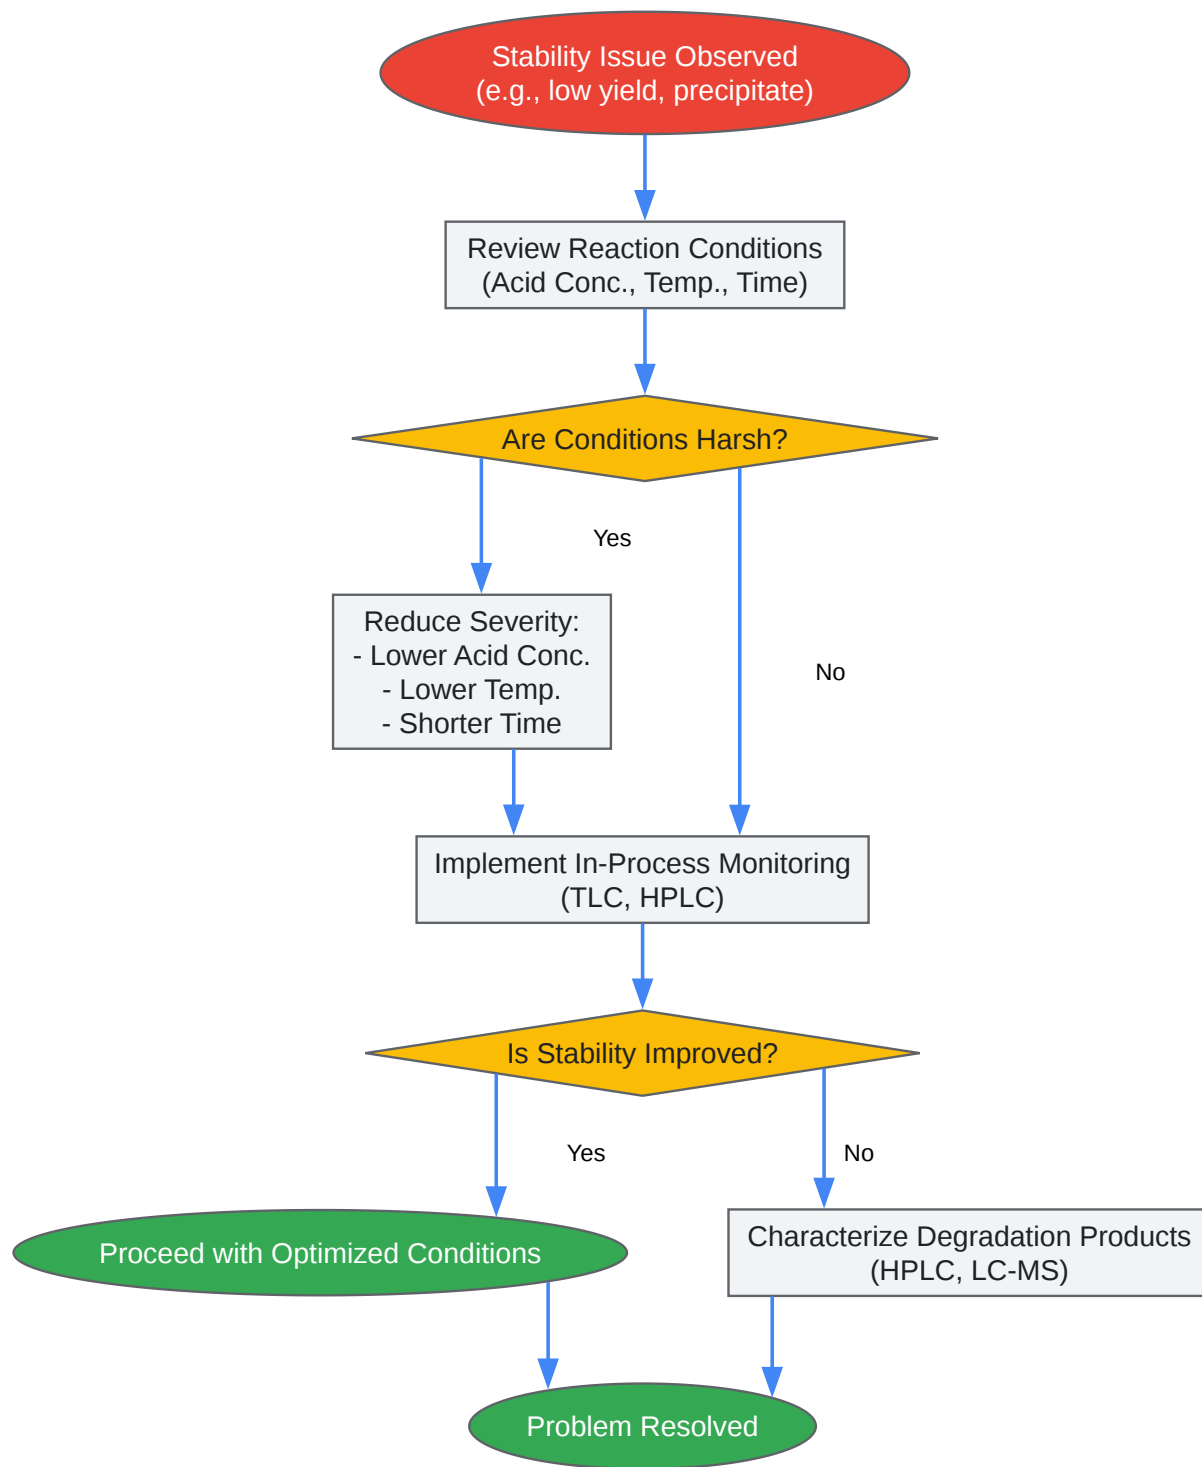 Stability Issue Observed
(e.g., low yield, precipitate)
Review Reaction Conditions
(Acid Conc., Temp., Time)
Are Conditions Harsh?
Yes
Reduce Severity:
- Lower Acid Conc.
- Lower Temp.
- Shorter Time
No
Implement In-Process Monitoring
(TLC, HPLC)
Is Stability Improved?
Yes
No
Proceed with Optimized Conditions
Characterize Degradation Products
(HPLC, LC-MS)
Problem Resolved